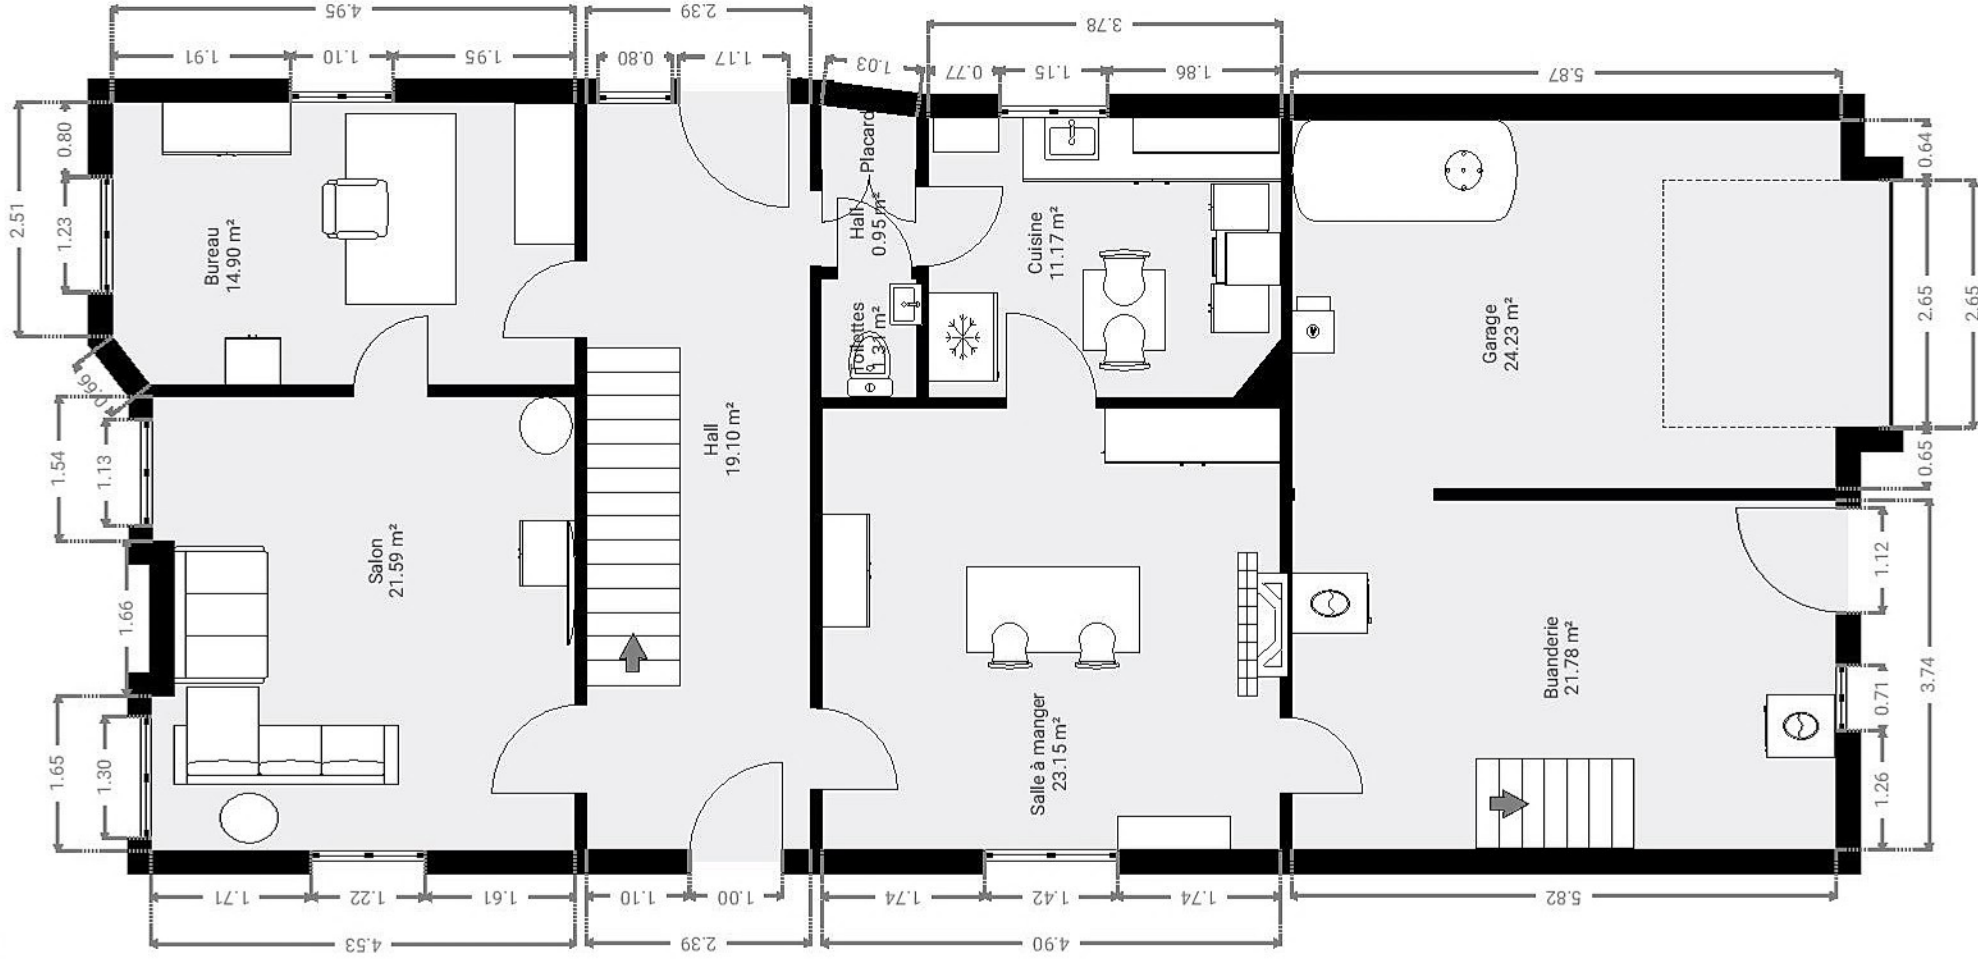 4.95
2.39
3.78
1.91
1.10
1.95
0.80
1.17
1.03
0.77
1.15
1.86
5.87
2.51
0.80
1.23
0.66
1.54
1.13
1.66
1.65
1.30
Bureau
14.90 m²
Placard
Hall
0.95 m²
Toilettes
1.31 m²
Cuisine
11.17 m²
Garage
24.23 m²
Salon
21.59 m²
Hall
19.10 m²
Salle à manger
23.15 m²
Buanderie
21.78 m²
0.64
2.65
2.65
0.65
1.12
0.71
3.74
1.26
1.71
1.22
1.61
1.10
1.00
1.74
1.42
1.74
5.82
4.53
2.39
4.90